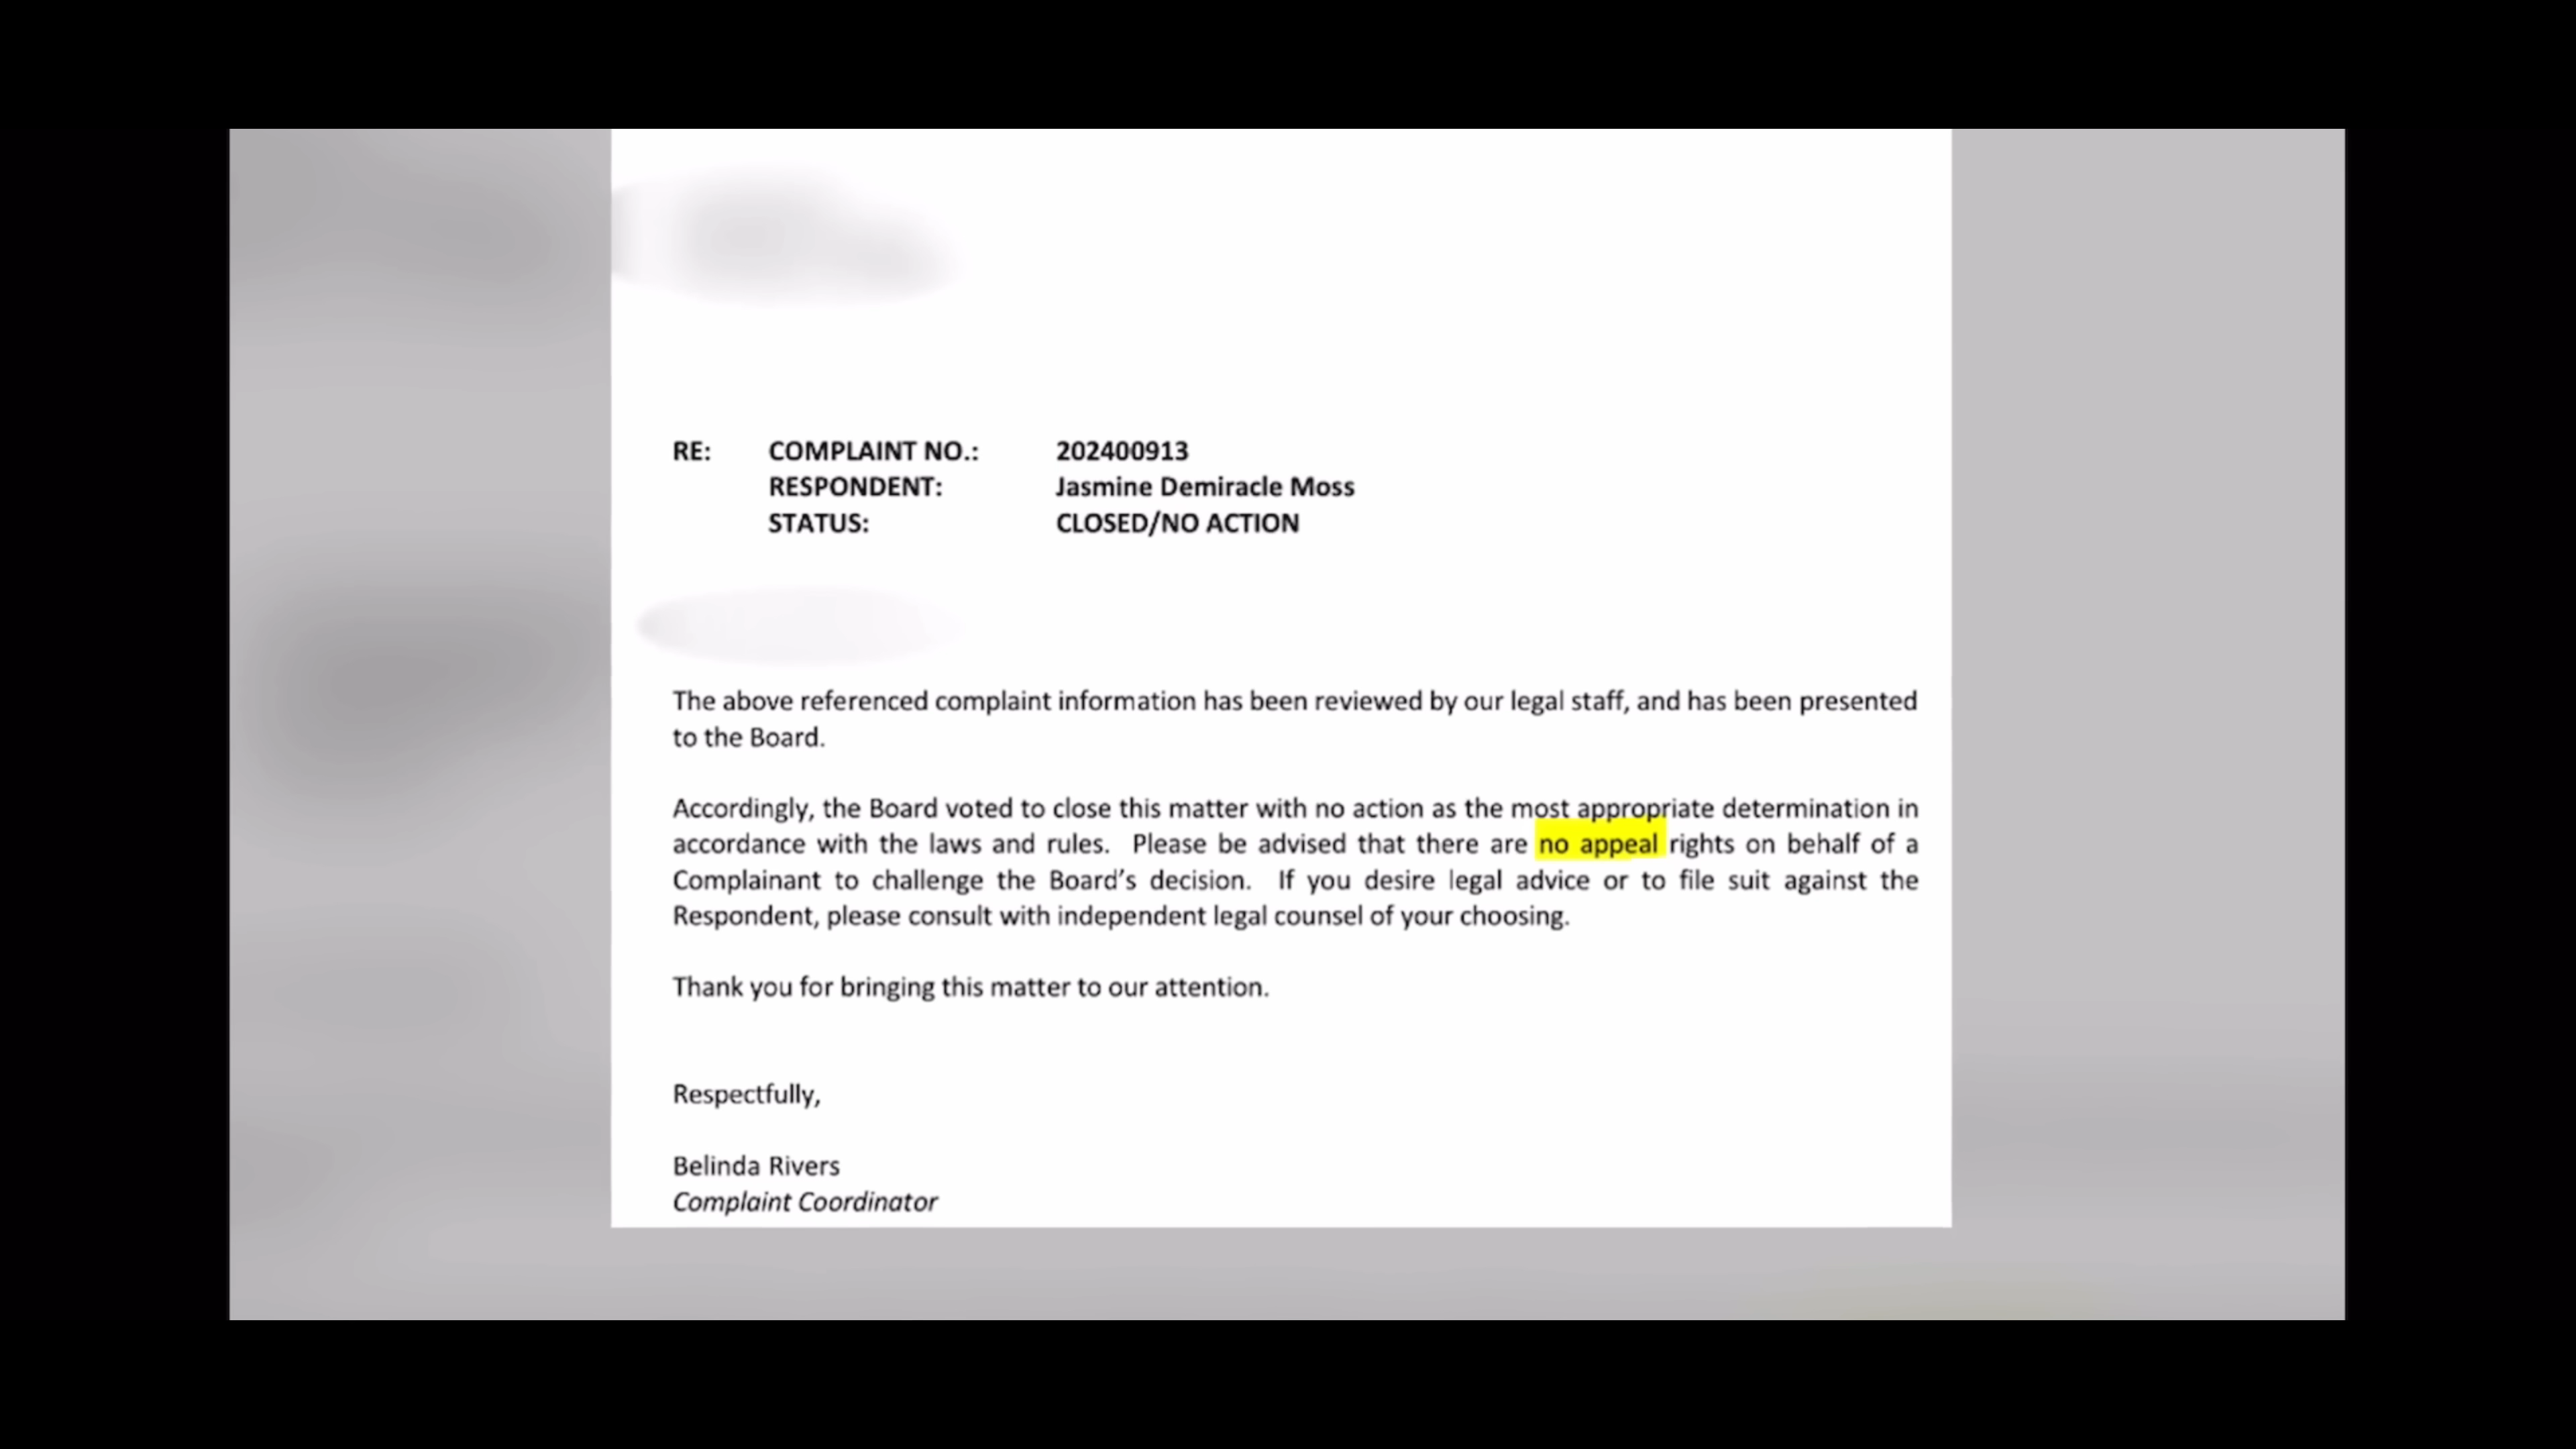 RE: COMPLAINT NO.: 202400913
RESPONDENT: Jasmine Demiracle Moss
STATUS: CLOSED/NO ACTION
The above referenced complaint information has been reviewed by our legal staff, and has been presented
to the Board.
Accordingly, the Board voted to close this matter with no action as the most appropriate determination in
accordance with the laws and rules. Please be advised that there are no appeal rights on behalf of a
Complainant to challenge the Board's decision. If you desire legal advice or to file suit against the
Respondent, please consult with independent legal counsel of your choosing.
Thank you for bringing this matter to our attention.
Respectfully,
Belinda Rivers
Complaint Coordinator